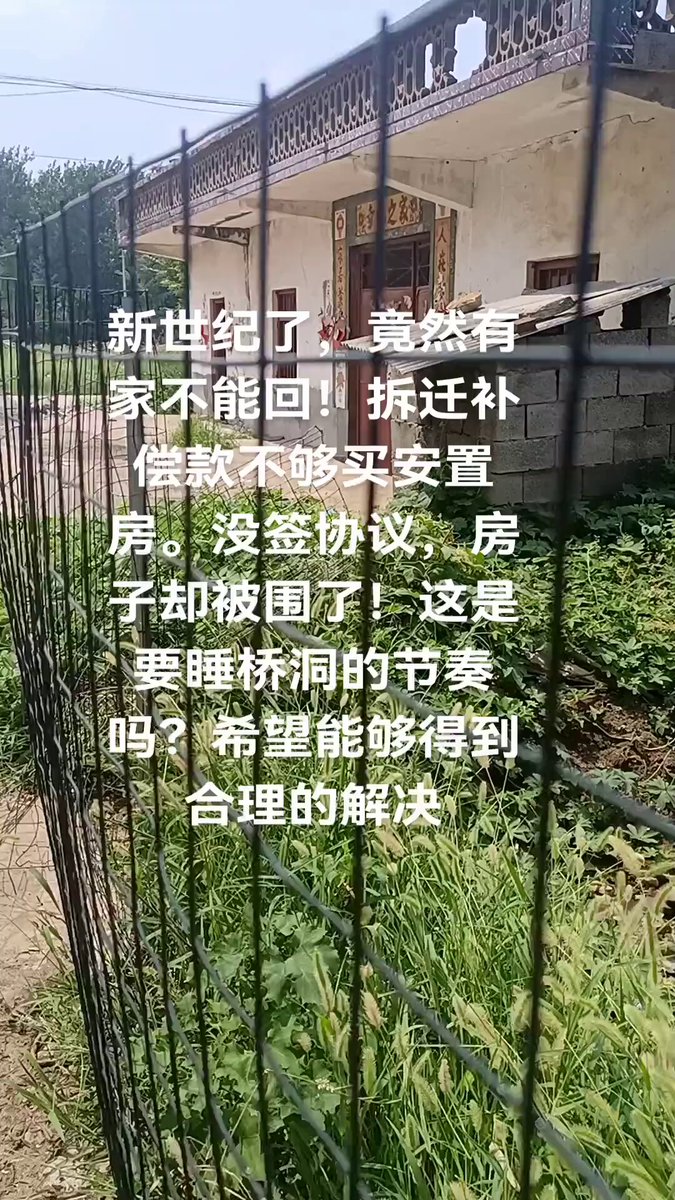 新世纪了，竟然有
家不能回！拆迁补
偿款不够买安置
房。没签协议，房
子却被围了！这是
要睡桥洞的节奏
吗？希望能够得到
合理的解决